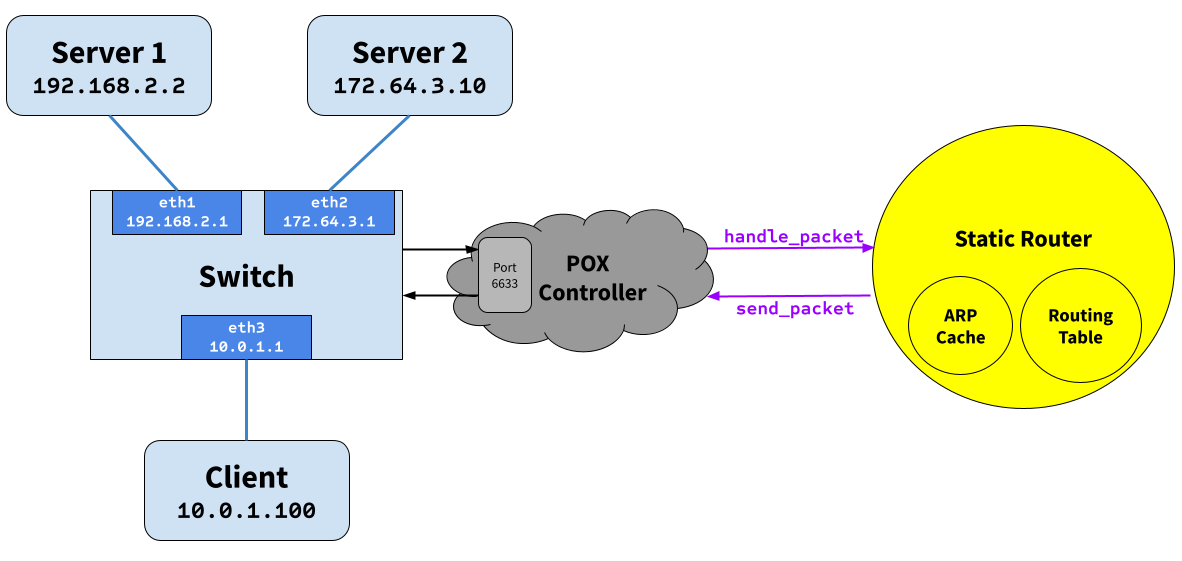 Server 1
192.168.2.2
Server 2
172.64.3.10
eth1
192.168.2.1
eth2
172.64.3.1
Switch
eth3
10.0.1.1
Client
10.0.1.100
Port
6633
POX
Controller
handle_packet
send_packet
Static Router
ARP
Cache
Routing
Table